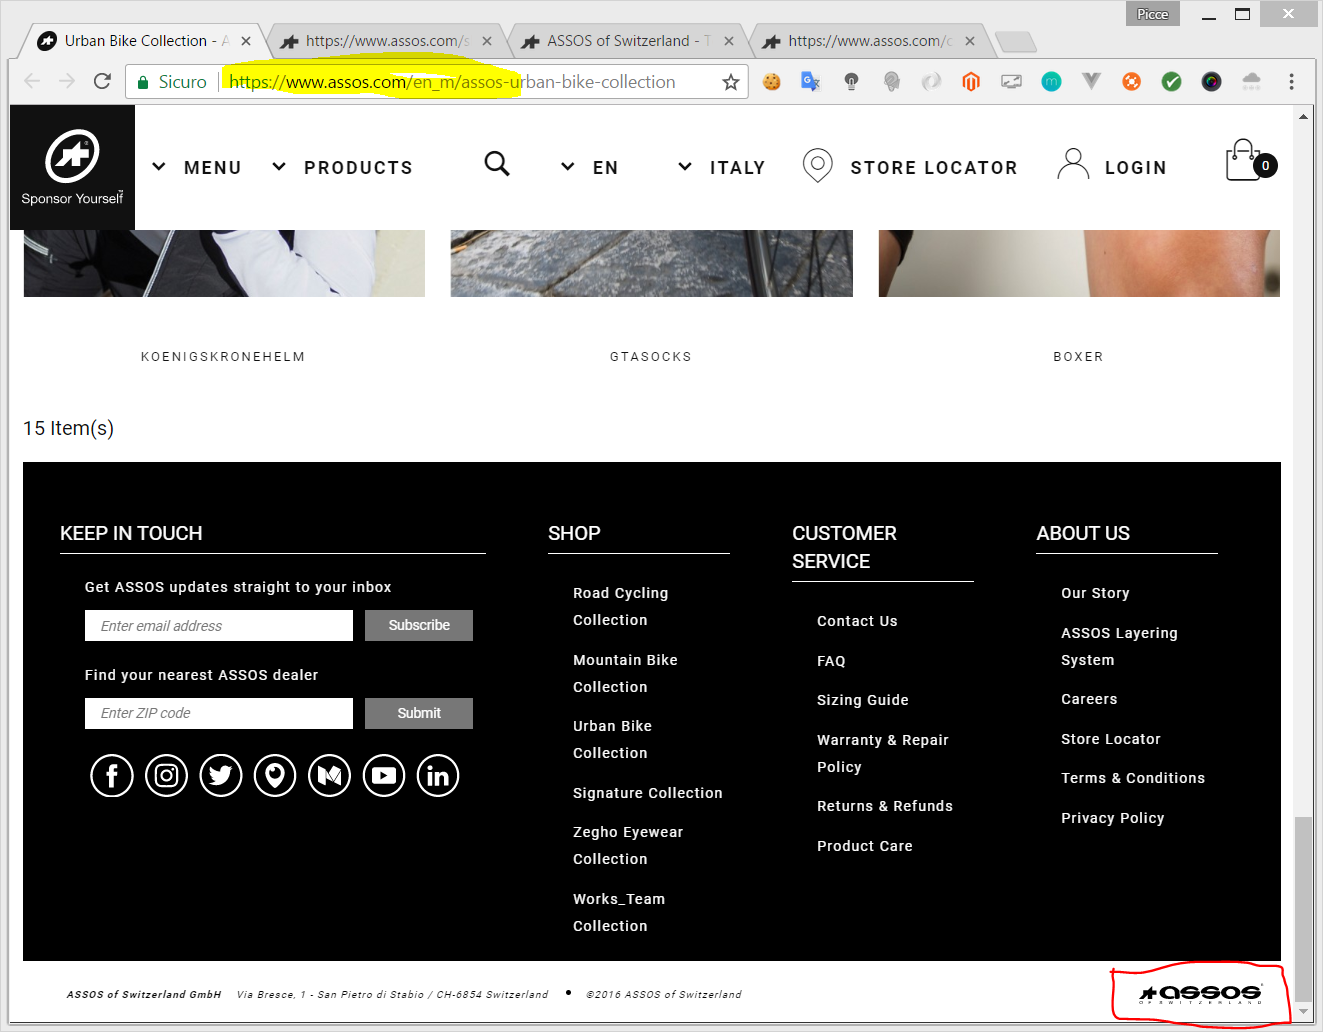 Picce
Urban Bike Collection - A
https://www.assos.com/s
ASSOS of Switzerland - T
https://www.assos.com/c
Sicuro
https://www.assos.com/en_m/assos-urban-bike-collection
Sponsor Yourself
MENU
PRODUCTS
EN
ITALY
STORE LOCATOR
LOGIN
0
KOENIGSKRONEHELM
GTASOCKS
BOXER
15 Item(s)
KEEP IN TOUCH
Get ASSOS updates straight to your inbox
Enter email address
Subscribe
Find your nearest ASSOS dealer
Enter ZIP code
Submit
SHOP
Road Cycling
Collection
Mountain Bike
Collection
Urban Bike
Collection
Signature Collection
Zegho Eyewear
Collection
Works_Team
Collection
CUSTOMER
SERVICE
Contact Us
FAQ
Sizing Guide
Warranty & Repair
Policy
Returns & Refunds
Product Care
ABOUT US
Our Story
ASSOS Layering
System
Careers
Store Locator
Terms & Conditions
Privacy Policy
ASSOS of Switzerland GmbH Via Bresce, 1 - San Pietro di Stabio / CH-6854 Switzerland • ©2016 ASSOS of Switzerland
assos
OF SWITZERLAND